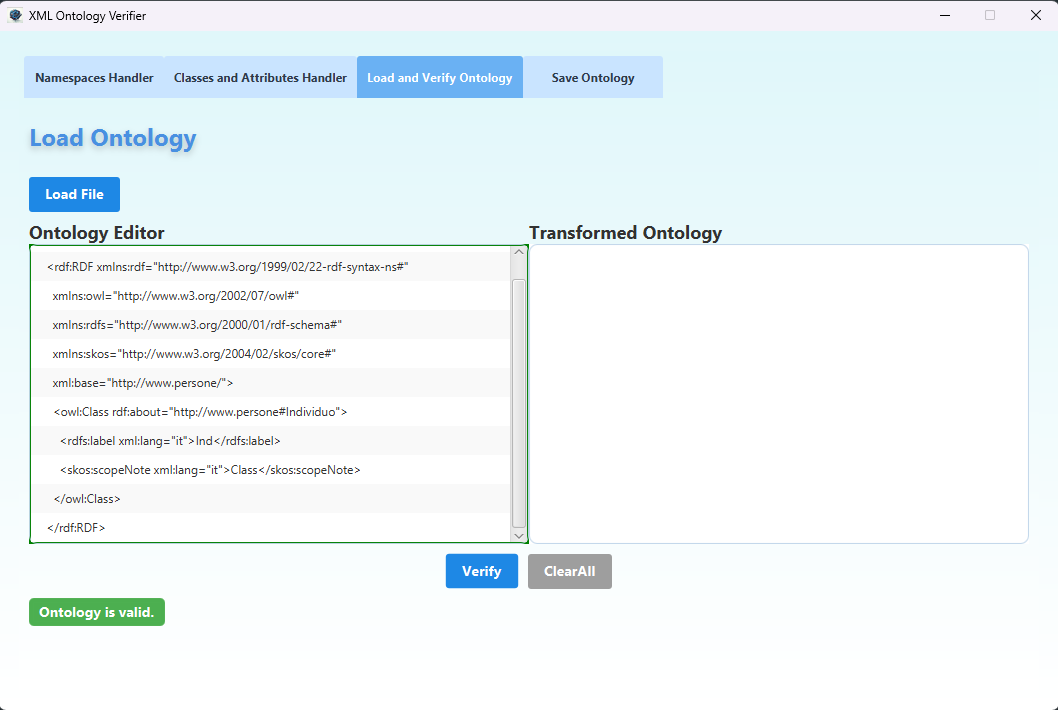 XML Ontology Verifier
Namespaces Handler
Classes and Attributes Handler
Load and Verify Ontology
Save Ontology
Load Ontology
Load File
Ontology Editor
Transformed Ontology
<rdf:RDF xmlns:rdf="http://www.w3.org/1999/02/22-rdf-syntax-ns#"
xmlns:owl="http://www.w3.org/2002/07/owl#"
xmlns:rdfs="http://www.w3.org/2000/01/rdf-schema#"
xmlns:skos="http://www.w3.org/2004/02/skos/core#"
xml:base="http://www.persone/">
<owl:Class rdf:about="http://www.persone#Individuo">
<rdfs:label xml:lang="it">Ind</rdfs:label>
<skos:scopeNote xml:lang="it">Class</skos:scopeNote>
</owl:Class>
</rdf:RDF>
Verify
ClearAll
Ontology is valid.